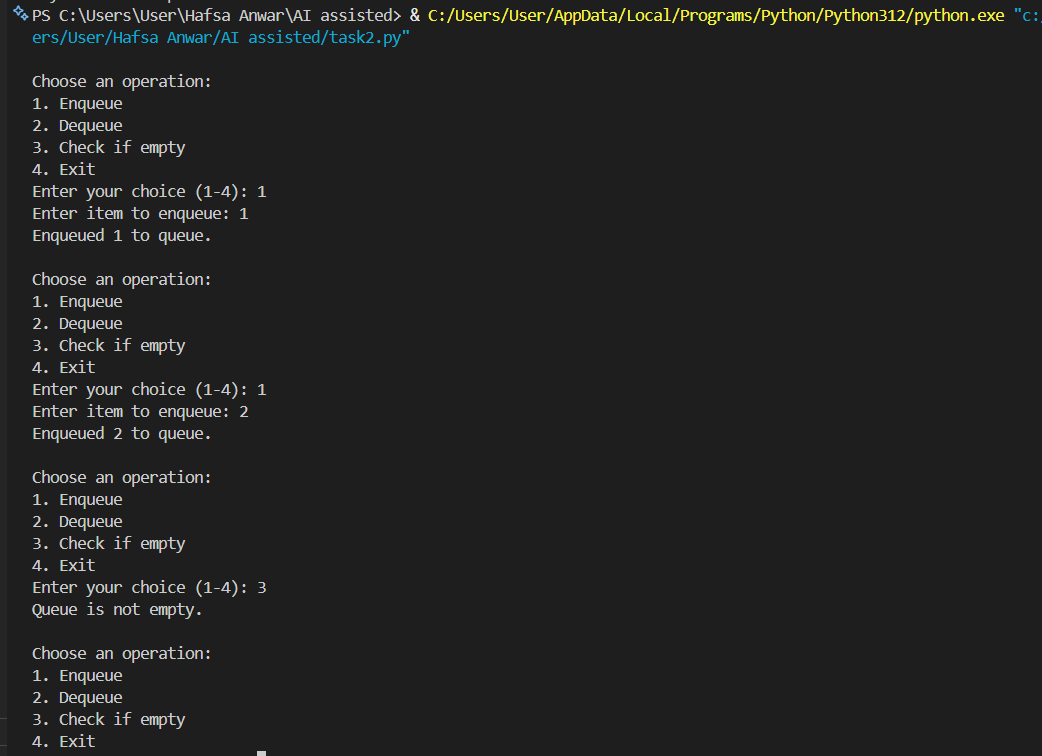 PS C:\Users\User\Hafsa Anwar\AI assisted> & C:/Users/User/AppData/Local/Programs/Python/Python312/python.exe "c:
ers/User/Hafsa Anwar/AI assisted/task2.py"
Choose an operation:
1. Enqueue
2. Dequeue
3. Check if empty
4. Exit
Enter your choice (1-4): 1
Enter item to enqueue: 1
Enqueued 1 to queue.
Choose an operation:
1. Enqueue
2. Dequeue
3. Check if empty
4. Exit
Enter your choice (1-4): 1
Enter item to enqueue: 2
Enqueued 2 to queue.
Choose an operation:
1. Enqueue
2. Dequeue
3. Check if empty
4. Exit
Enter your choice (1-4): 3
Queue is not empty.
Choose an operation:
1. Enqueue
2. Dequeue
3. Check if empty
4. Exit